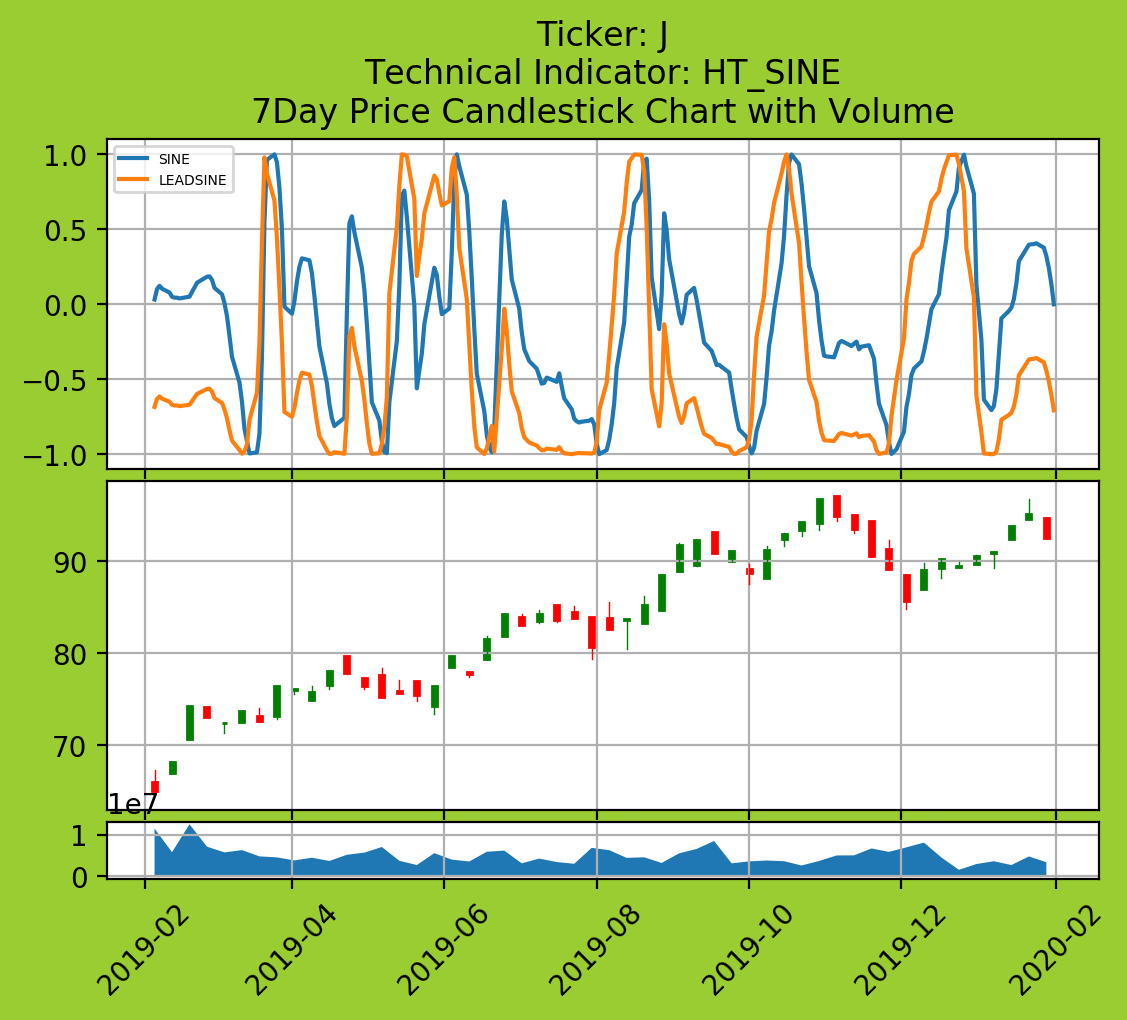 Ticker: J
Technical Indicator: HT_SINE
7Day Price Candlestick Chart with Volume
1.0
0.5
0.0
−0.5
−1.0
SINE
LEADSINE
90
80
70
1e7
1
0
2019-02
2019-04
2019-06
2019-08
2019-10
2019-12
2020-02